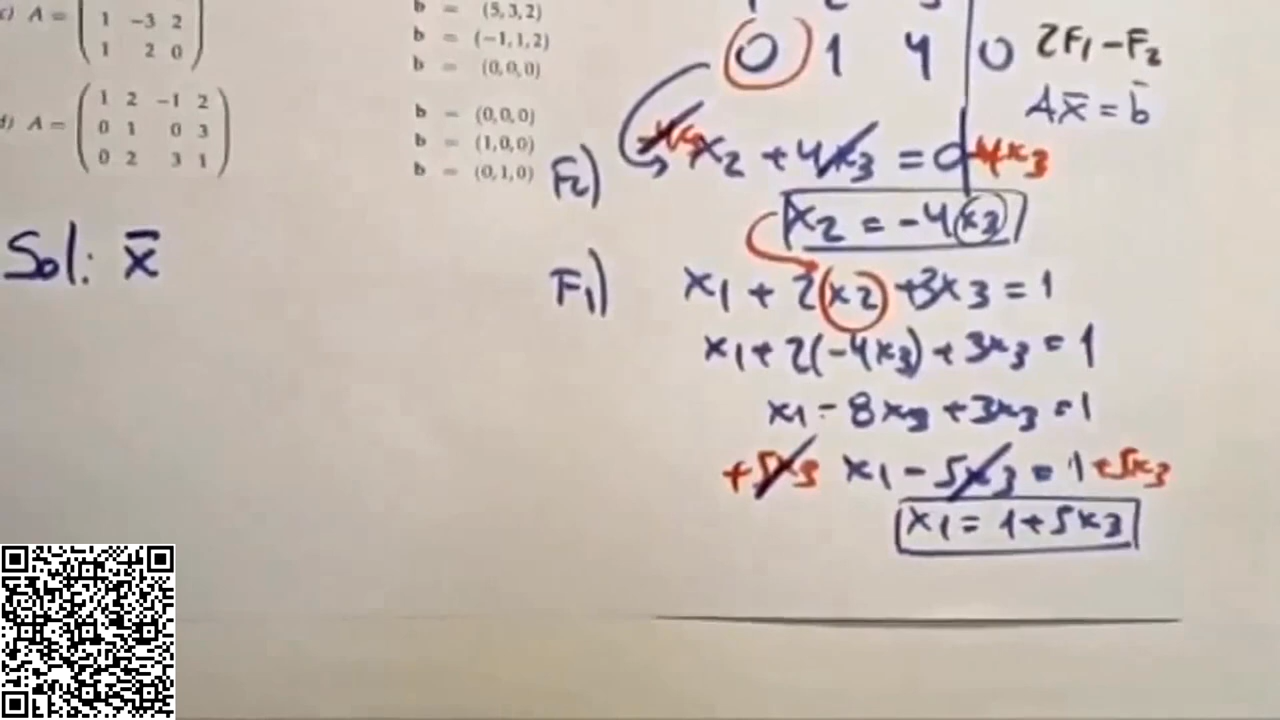 c) A = ( 1 -3 2
1 2 0 )
b = (5,3,2)
b = (-1,1,2)
b = (0,0,0)
d) A = ( 1 2 -1 2
0 1 0 3
0 2 3 1 )
b = (0,0,0)
b = (1,0,0)
b = (0,1,0)
Sol: x̄
0 1 4 | 0 2F₁-F₂
Ax̄ = b̄
F₂) -4x₃ x₂ + 4x₃ = 0 -4x₃
x₂ = -4x₃
F₁) x₁ + 2(x₂) + 3x₃ = 1
x₁ + 2(-4x₃) + 3x₃ = 1
x₁ - 8x₃ + 3x₃ = 1
+5x₃ x₁ - 5x₃ = 1 +5x₃
x₁ = 1+5x₃